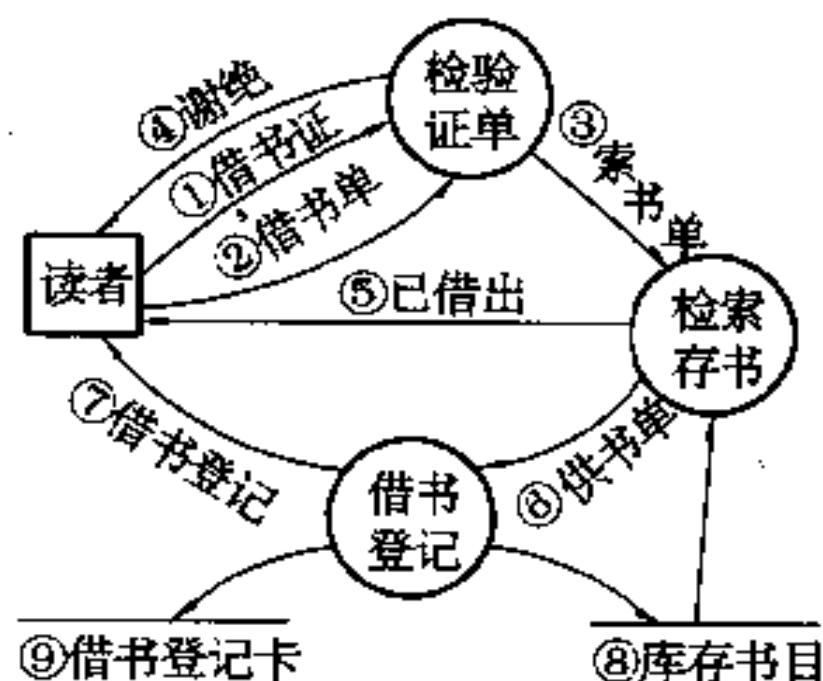 检验
证单
④谢绝
①借书证
②借书单
③索书单
读者
⑤已借出
检索
存书
⑦借书登记
借书
登记
⑥供书单
⑨借书登记卡
⑧库存书目